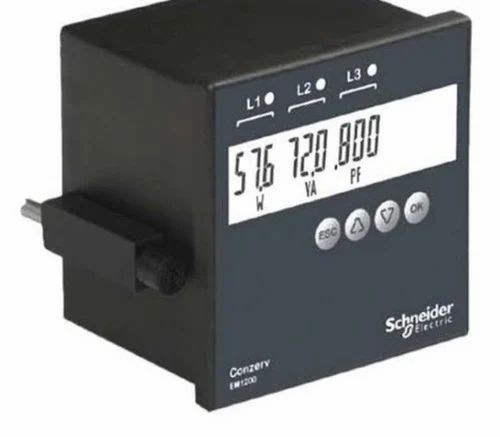 L1 L2 L3
57.6 72.0 .800
W VA PF
ESC OK
Schneider
Electric
Conzerv
EM1200